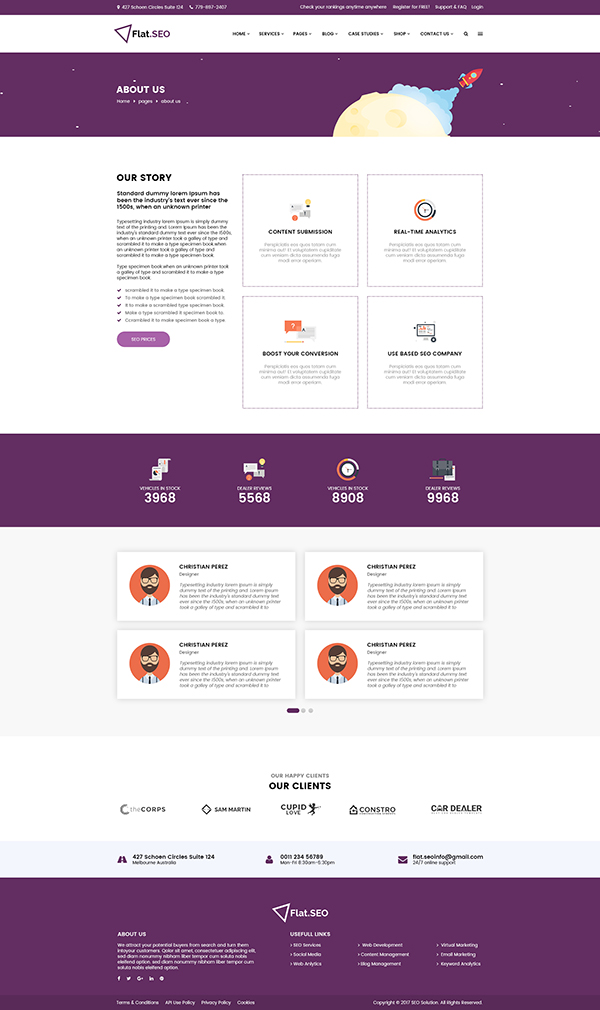 427 Schoen Circles Suite 124 775-897-2407 Check your rankings anytime anywhere Register for FREE! Support & FAQ Login
Flat.SEO HOME SERVICES PAGES BLOG CASE STUDIES SHOP CONTACT US
ABOUT US
Home pages about us
OUR STORY
Standard dummy lorem ipsum has
been the industry's text ever since the
1500s, when an unknown printer
Typesetting industry lorem ipsum is simply dummy
text of the printing and. Lorem Ipsum has been the
industry's standard dummy text ever since the 1500s,
when an unknown printer took a galley of type and
scrambled it to make a type specimen book.when
an unknown printer took a galley of type and
scrambled it to make a type specimen book.
Type specimen book.when an unknown printer took
a galley of type and scrambled it to make a type
specimen book.
scrambled it to make a type specimen book.
To make a type specimen book scrambled it.
It to make a scrambled type specimen book.
Make a type scrambled it specimen book to.
Ccrambled it to make specimen book a type.
SEO PRICES
CONTENT SUBMISSION
Perspiciatis eos quos totam cum
minima aut! Et voluptatem cupiditate
cum veniam dicta assumenda fuga
modi error aperiam.
REAL-TIME ANALYTICS
Perspiciatis eos quos totam cum
minima aut! Et voluptatem cupiditate
cum veniam dicta assumenda fuga
modi error aperiam.
BOOST YOUR CONVERSION
Perspiciatis eos quos totam cum
minima aut! Et voluptatem cupiditate
cum veniam dicta assumenda fuga
modi error aperiam
USE BASED SEO COMPANY
Perspiciatis eos quos totam cum
minima aut! Et voluptatem cupiditate
cum veniam dicta assumenda fuga
modi error aperiam
VEHICLES IN STOCK DEALER REVIEWS VEHICLES IN STOCK DEALER REVIEWS
3968 5568 8908 9968
CHRISTIAN PEREZ
Designer
Typesetting industry lorem ipsum is simply
dummy text of the printing and. Lorem Ipsum
has been the industry's standard dummy text
ever since the 1500s, when an unknown printer
took a galley of type and scrambled it to
CHRISTIAN PEREZ
Designer
Typesetting industry lorem ipsum is simply
dummy text of the printing and. Lorem Ipsum
has been the industry's standard dummy text
ever since the 1500s, when an unknown printer
took a galley of type and scrambled it to
CHRISTIAN PEREZ
Designer
Typesetting industry lorem ipsum is simply
dummy text of the printing and. Lorem Ipsum
has been the industry's standard dummy text
ever since the 1500s, when an unknown printer
took a galley of type and scrambled it to
CHRISTIAN PEREZ
Designer
Typesetting industry lorem ipsum is simply
dummy text of the printing and. Lorem Ipsum
has been the industry's standard dummy text
ever since the 1500s, when an unknown printer
took a galley of type and scrambled it to
OUR HAPPY CLIENTS
OUR CLIENTS
theCORPS
SAM MARTIN
CUPID
LOVE
CONSTRO
CAR DEALER
427 Schoen Circles Suite 124
Melbourne Australia
0011 234 56789
Mon-Fri 8:30am-6:30pm
flat.seoinfo@gmail.com
24/7 online support
Flat.SEO
ABOUT US
We attract your potential buyers from search and turn them
intoyour customers. Qolor sit amet, consectetuer adipiscing elit,
sed diam nonummy nibham liber tempor cum soluta nobis
eleifend option. sed diam nonummy nibham liber tempor cum
soluta nobis eleifend option.
USEFULL LINKS
SEO Services Web Development Virtual Marketing
Social Media Content Management Email Marketing
Web Anlytics Blog Management Keyword Analytics
Terms & Conditions API Use Policy Privacy Policy Cookies Copyright © 2017 SEO Solution. All Rights Reserved.